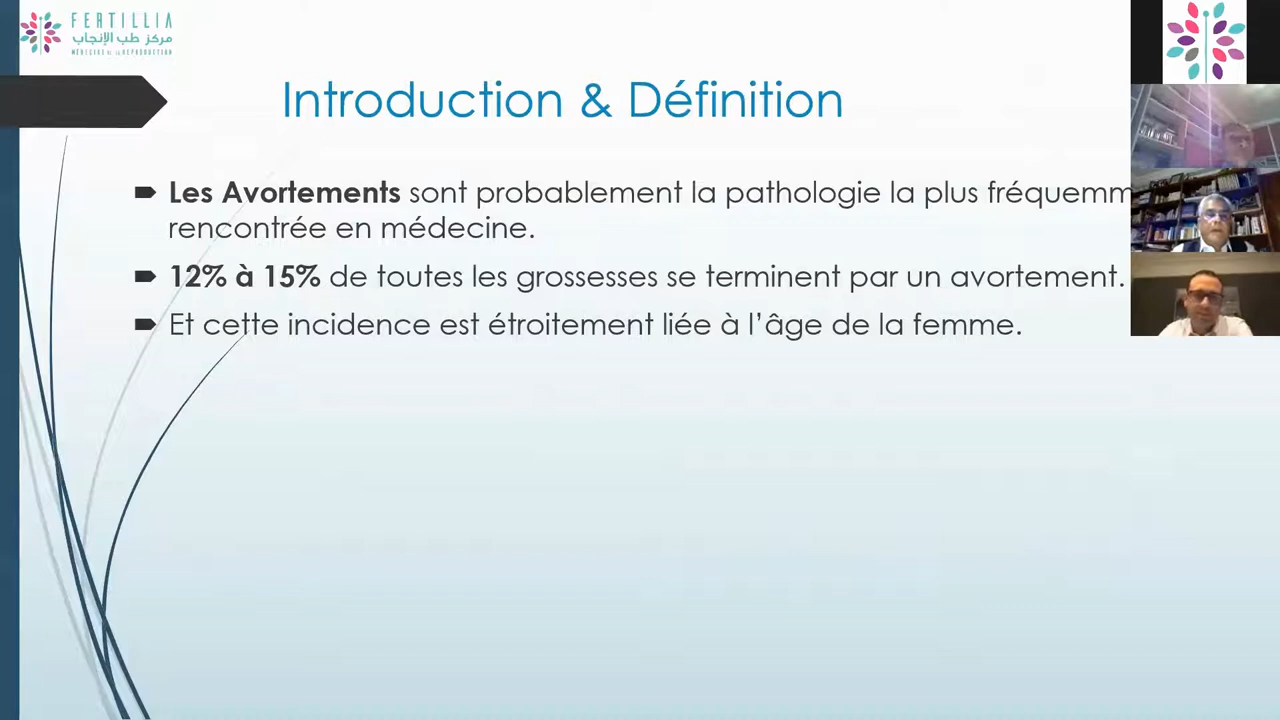 FERTILLIA
مركز طب الإنجاب
MÉDECINE DE LA REPRODUCTION
Introduction & Définition
Les Avortements sont probablement la pathologie la plus fréquemm
rencontrée en médecine.
12% à 15% de toutes les grossesses se terminent par un avortement.
Et cette incidence est étroitement liée à l’âge de la femme.